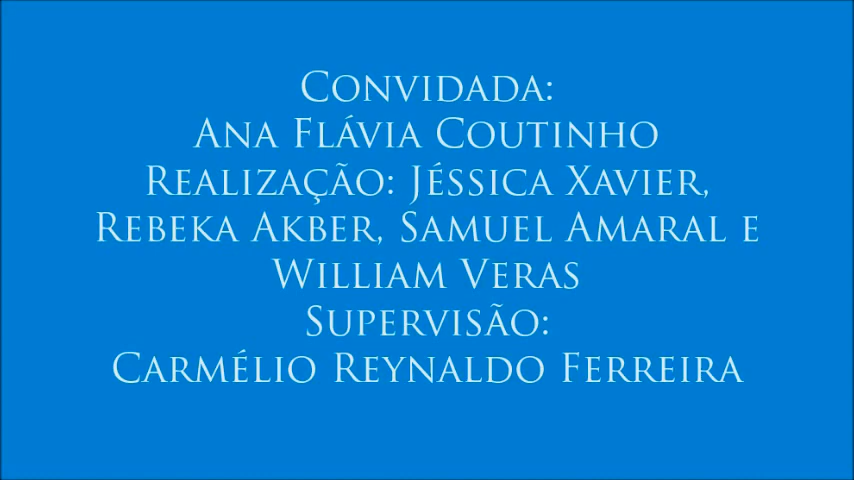 Convidada:
Ana Flávia Coutinho
Realização: Jéssica Xavier,
Rebeka Akber, Samuel Amaral e
William Veras
Supervisão:
Carmélio Reynaldo Ferreira